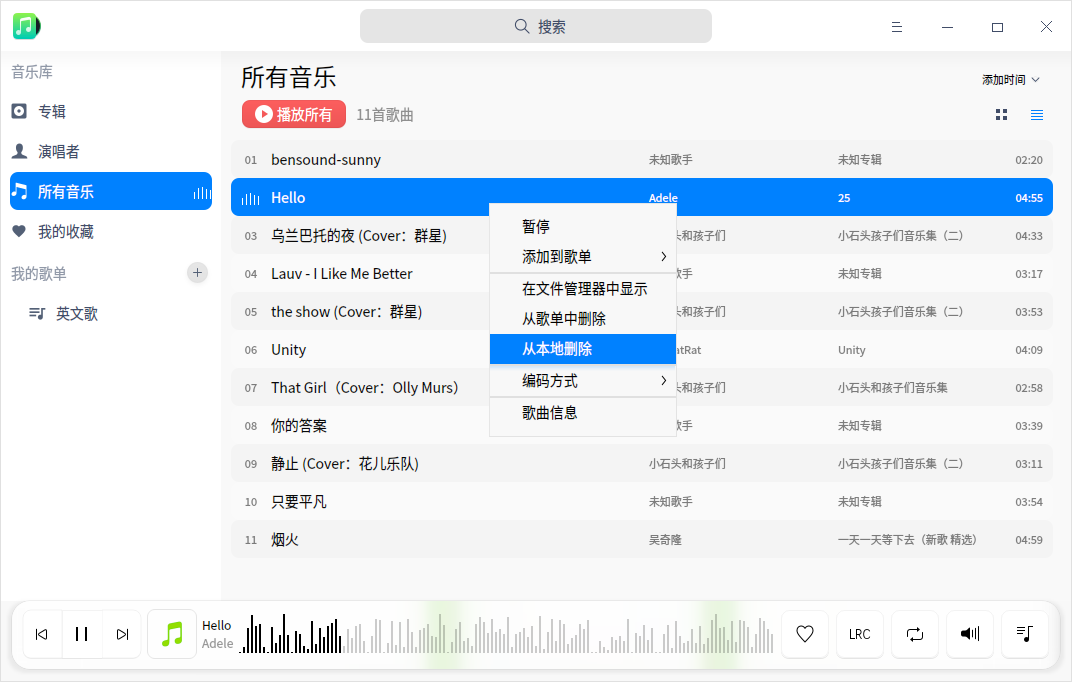 搜索
音乐库
专辑
演唱者
所有音乐
我的收藏
我的歌单
英文歌
所有音乐
添加时间
播放所有 11首歌曲
01 bensound-sunny 未知歌手 未知专辑 02:20
Hello Adele 25 04:55
03 乌兰巴托的夜 (Cover：群星) 头和孩子们 小石头孩子们音乐集（二） 04:33
04 Lauv - I Like Me Better 歌手 未知专辑 03:17
05 the show (Cover：群星) 头和孩子们 小石头孩子们音乐集（二） 03:53
06 Unity atRat Unity 04:09
07 That Girl（Cover：Olly Murs） 头和孩子们 小石头和孩子们音乐集 02:58
08 你的答案 歌手 未知专辑 03:39
09 静止 (Cover：花儿乐队) 小石头和孩子们 小石头孩子们音乐集（二） 03:11
10 只要平凡 未知歌手 未知专辑 03:54
11 烟火 吴奇隆 一天一天等下去（新歌 精选） 04:59
暂停
添加到歌单
在文件管理器中显示
从歌单中删除
从本地删除
编码方式
歌曲信息
Hello
Adele
LRC